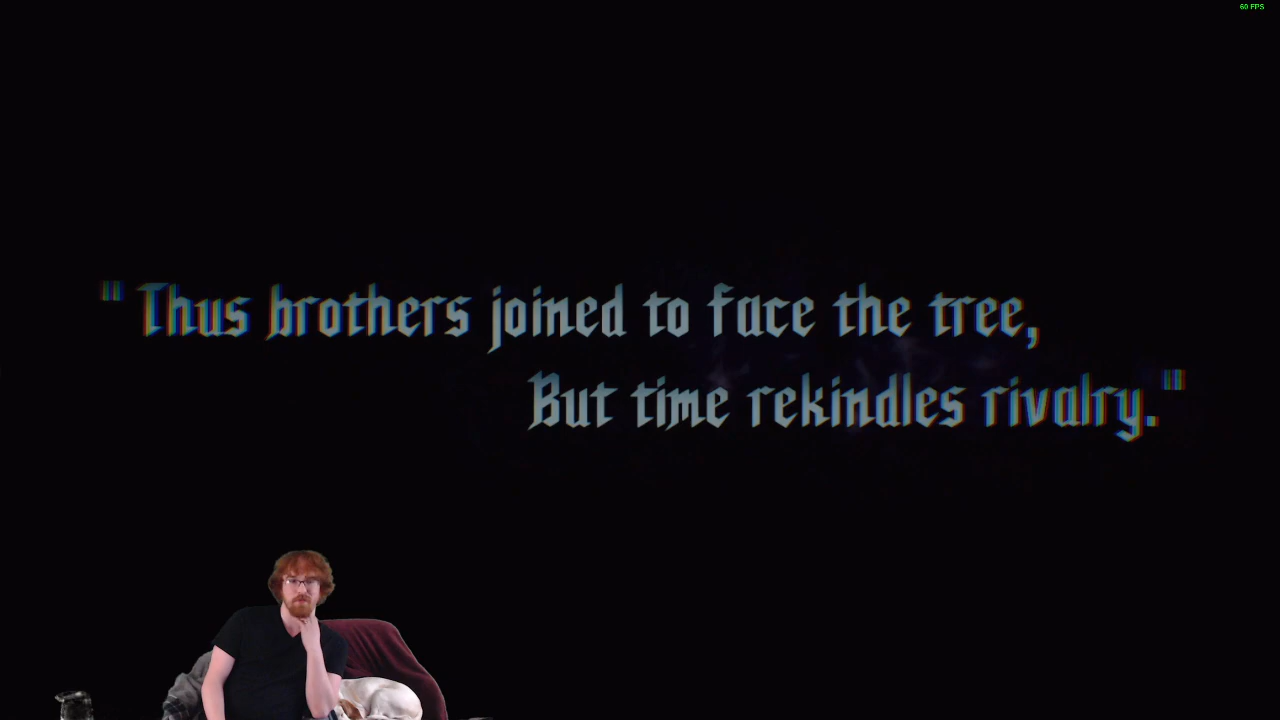 60 FPS
"Thus brothers joined to face the tree,
But time rekindles rivalry."